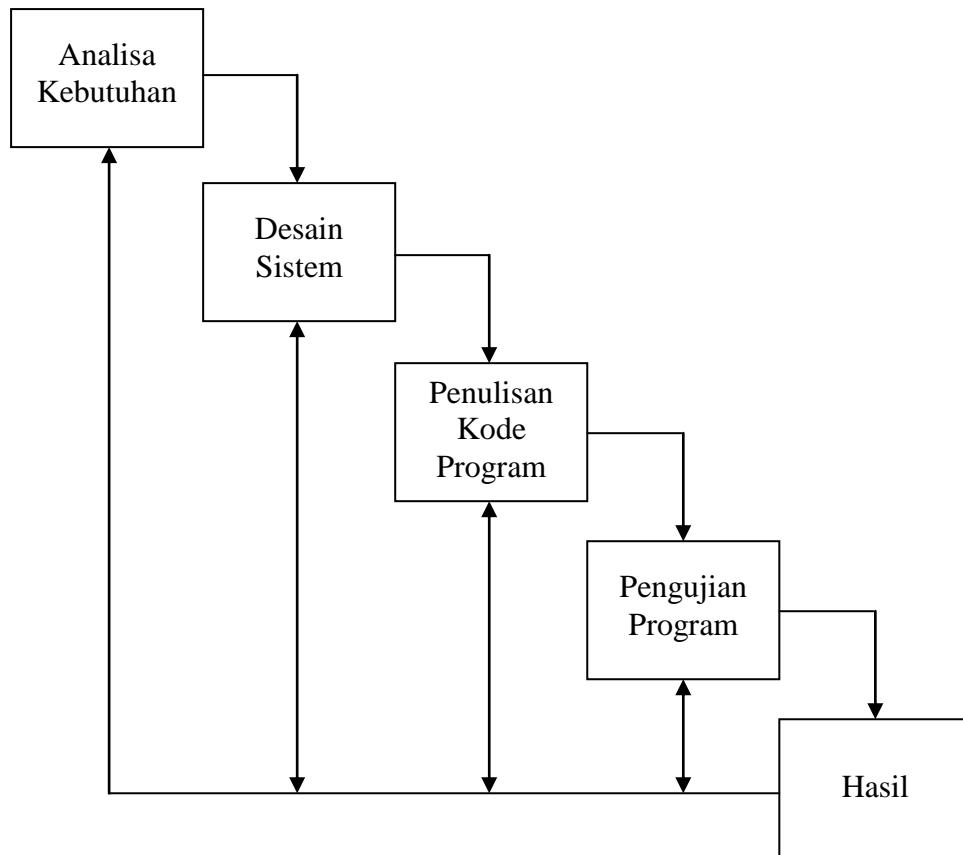 Analisa
Kebutuhan
Desain
Sistem
Penulisan
Kode
Program
Pengujian
Program
Hasil